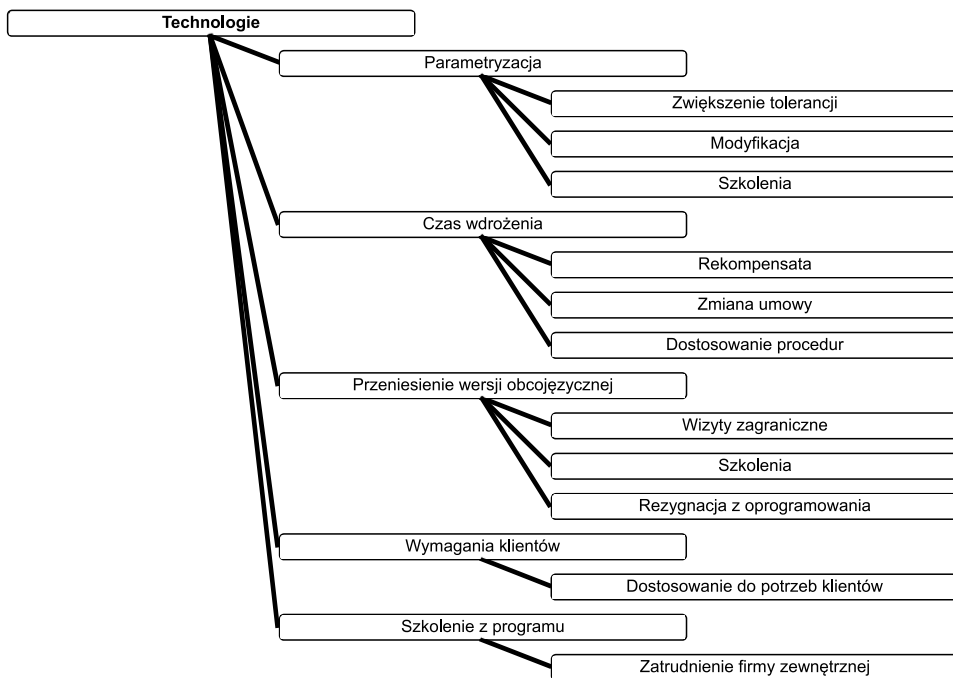 Technologie
Parametryzacja
Zwiększenie tolerancji
Modyfikacja
Szkolenia
Czas wdrożenia
Rekompensata
Zmiana umowy
Dostosowanie procedur
Przeniesienie wersji obcojęzycznej
Wizyty zagraniczne
Szkolenia
Rezygnacja z oprogramowania
Wymagania klientów
Dostosowanie do potrzeb klientów
Szkolenie z programu
Zatrudnienie firmy zewnętrznej